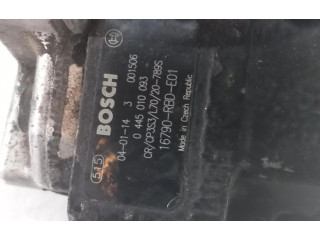 BOSCH
04-01-14 3 001506
0 445 010 093
CR/CP3S3/L70/20-789S
16790-RBD-E01
Made in Czech Republic
515